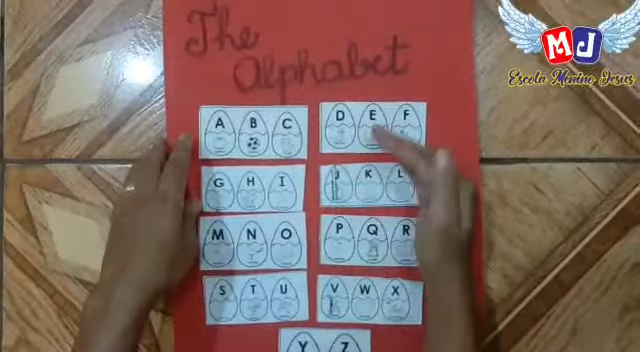 The
Alphabet
A B C
D E F
G H I
J K L
M N O
P Q R
S T U
V W X
Y Z
MJ
Escola Menino Jesus